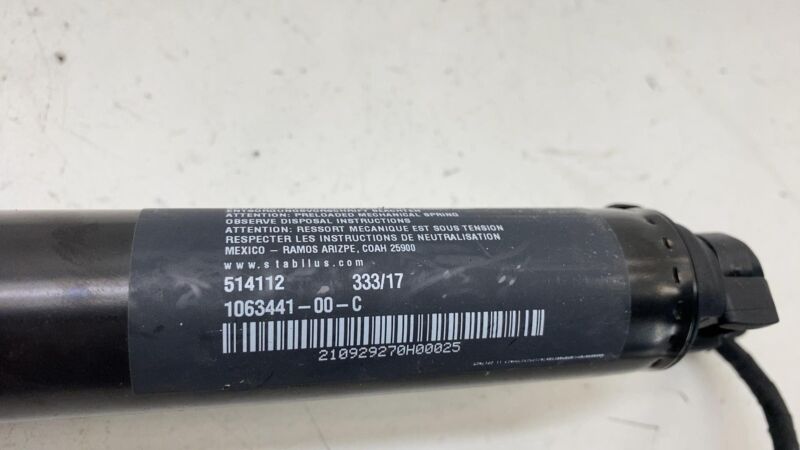 ATTENTION: PRELOADED MECHANICAL SPRING
OBSERVE DISPOSAL INSTRUCTIONS
ATTENTION: RESSORT MECANIQUE EST SOUS TENSION
RESPECTER LES INSTRUCTIONS DE NEUTRALISATION
MEXICO – RAMOS ARIZPE, COAH 25900
www.stabilus.com
514112 333/17
1063441-00-C
210929270H00025